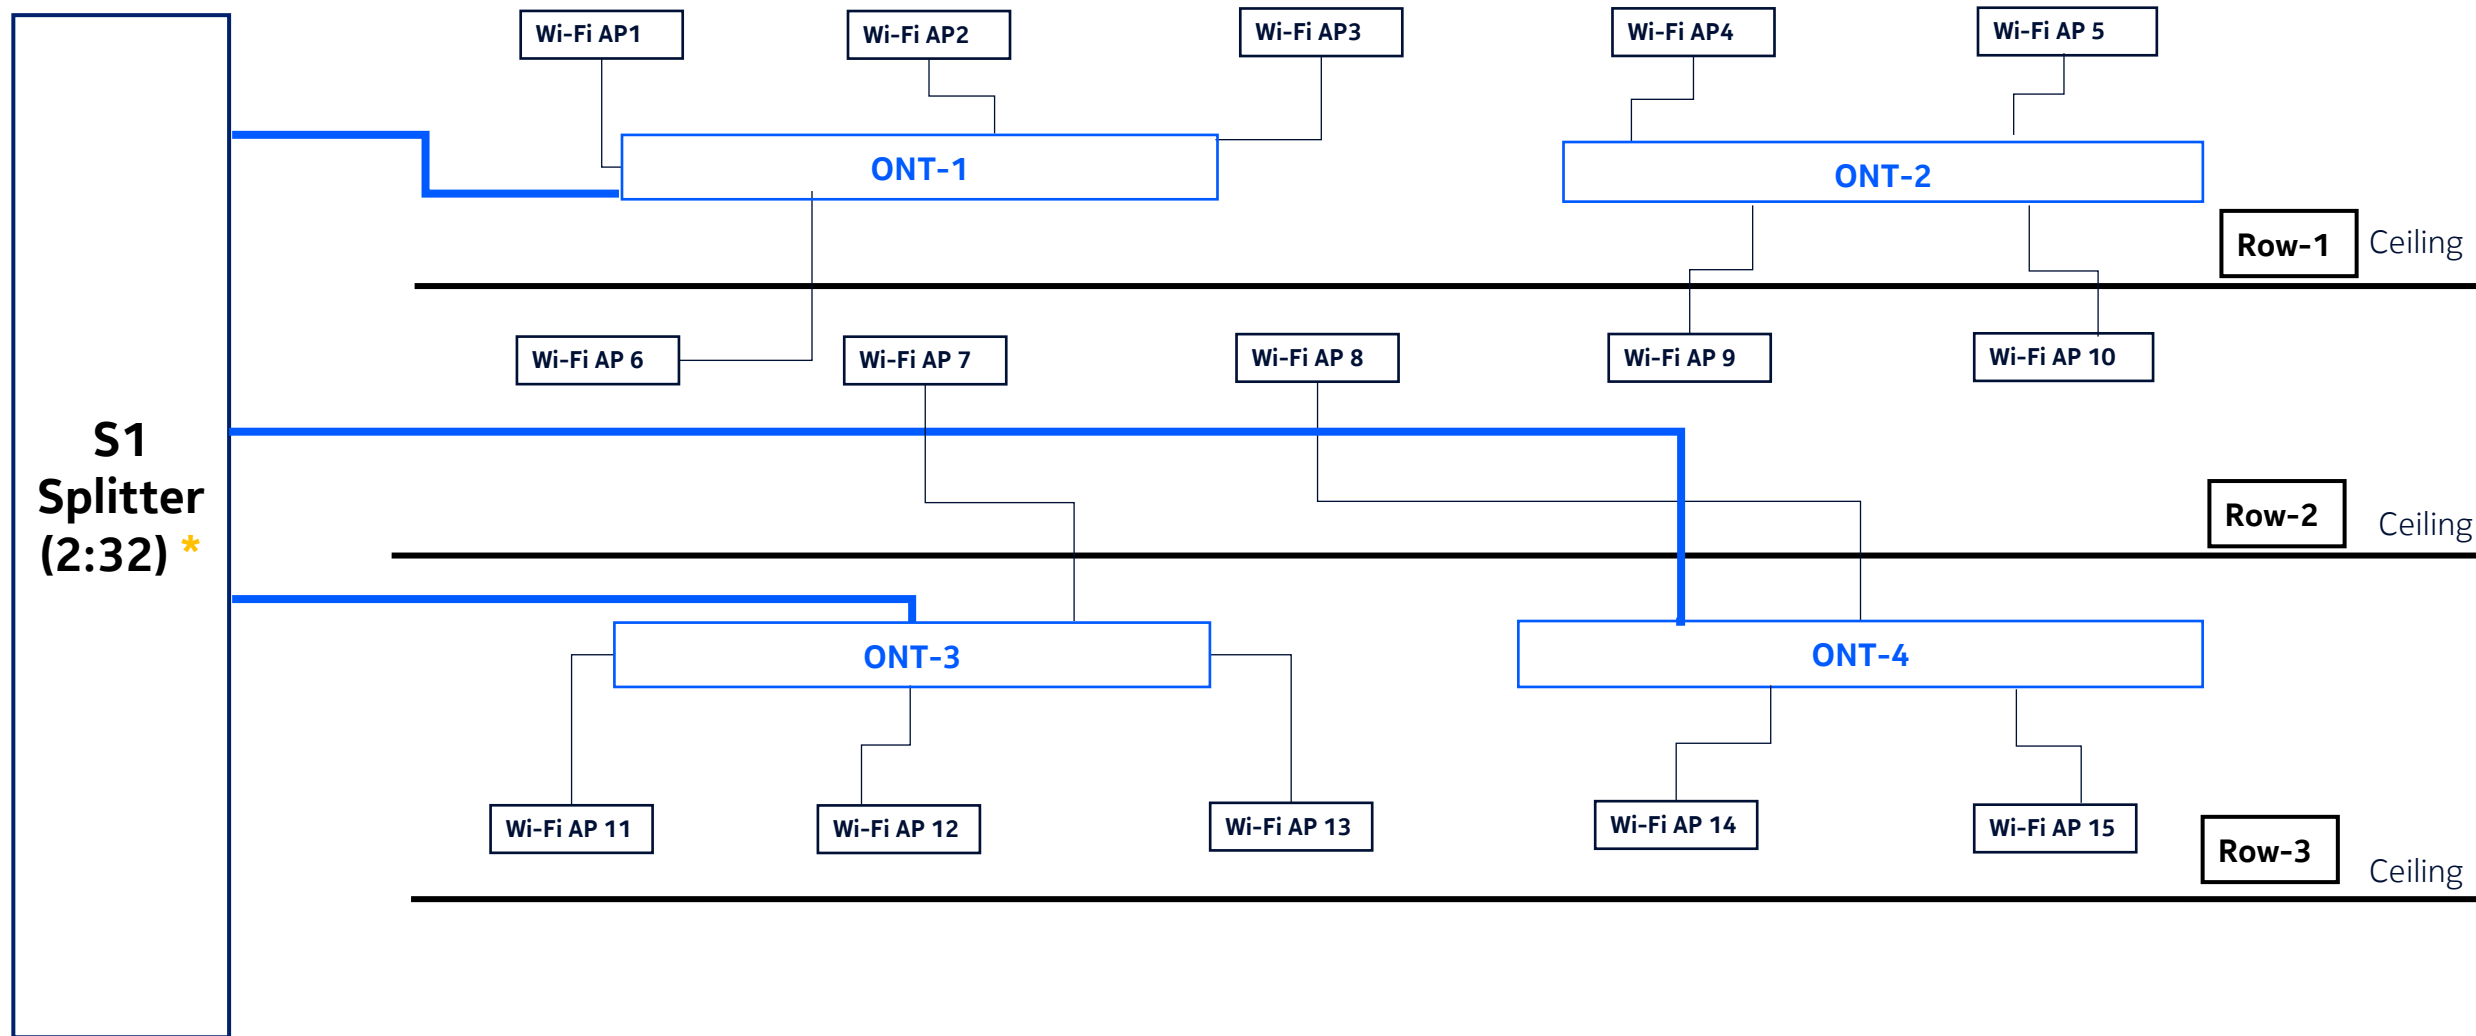 Wi-Fi AP1
Wi-Fi AP2
Wi-Fi AP3
Wi-Fi AP4
Wi-Fi AP 5
ONT-1
ONT-2
Row-1
Ceiling
Wi-Fi AP 6
Wi-Fi AP 7
Wi-Fi AP 8
Wi-Fi AP 9
Wi-Fi AP 10
S1
Splitter
(2:32) *
Row-2
Ceiling
ONT-3
ONT-4
Wi-Fi AP 11
Wi-Fi AP 12
Wi-Fi AP 13
Wi-Fi AP 14
Wi-Fi AP 15
Row-3
Ceiling